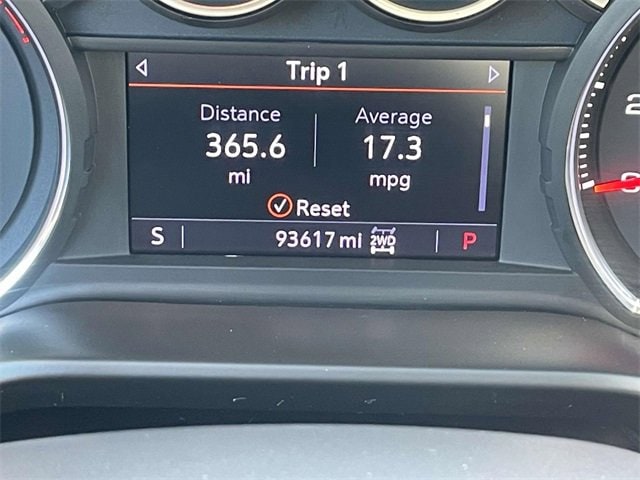 Trip 1
Distance Average
365.6 17.3
mi mpg
Reset
S 93617 mi 2WD P